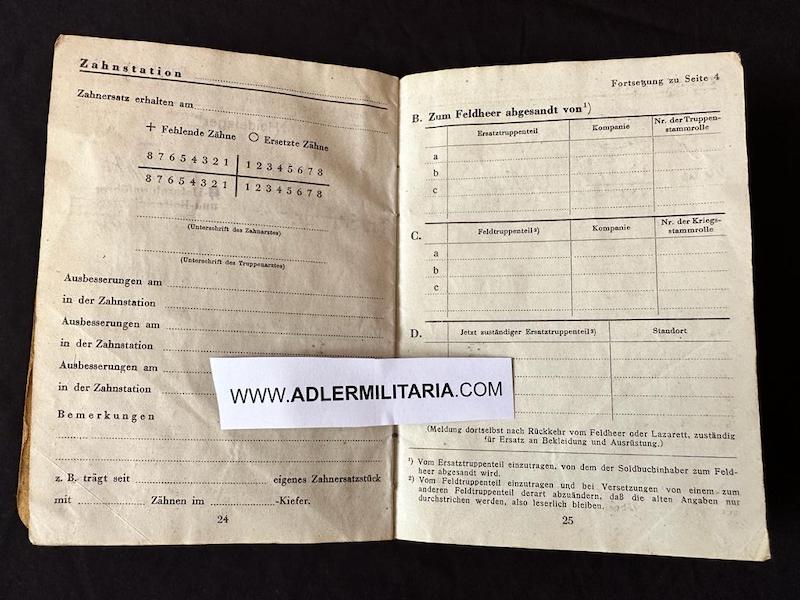 Zahnstation
Zahnersatz erhalten am
+ Fehlende Zähne O Ersetzte Zähne
8 7 6 5 4 3 2 1 | 1 2 3 4 5 6 7 8
8 7 6 5 4 3 2 1 | 1 2 3 4 5 6 7 8
(Unterschrift des Zahnarztes)
(Unterschrift des Truppenarztes)
Ausbesserungen am
in der Zahnstation
Ausbesserungen am
in der Zahnstation
Ausbesserungen am
in der Zahnstation
Bemerkungen
z. B. trägt seit eigenes Zahnersatzstück
mit Zähnen im -Kiefer.
24
Fortsetzung zu Seite 4
B. Zum Feldheer abgesandt von¹)
Ersatztruppenteil Kompanie Nr. der Truppen-
stammrolle
a
b
c
C. Feldtruppenteil²) Kompanie Nr. der Kriegs-
stammrolle
a
b
c
D. Jetzt zuständiger Ersatztruppenteil²) Standort
WWW.ADLERMILITARIA.COM
(Meldung dortselbst nach Rückkehr vom Feldheer oder Lazarett, zuständig
für Ersatz an Bekleidung und Ausrüstung.)
¹) Vom Ersatztruppenteil einzutragen, von dem der Soldbuchinhaber zum Feld-
heer abgesandt wird.
²) Vom Feldtruppenteil einzutragen und bei Versetzungen von einem zum
anderen Feldtruppenteil derart abzuändern, daß die alten Angaben nur
durchstrichen werden, also leserlich bleiben.
25